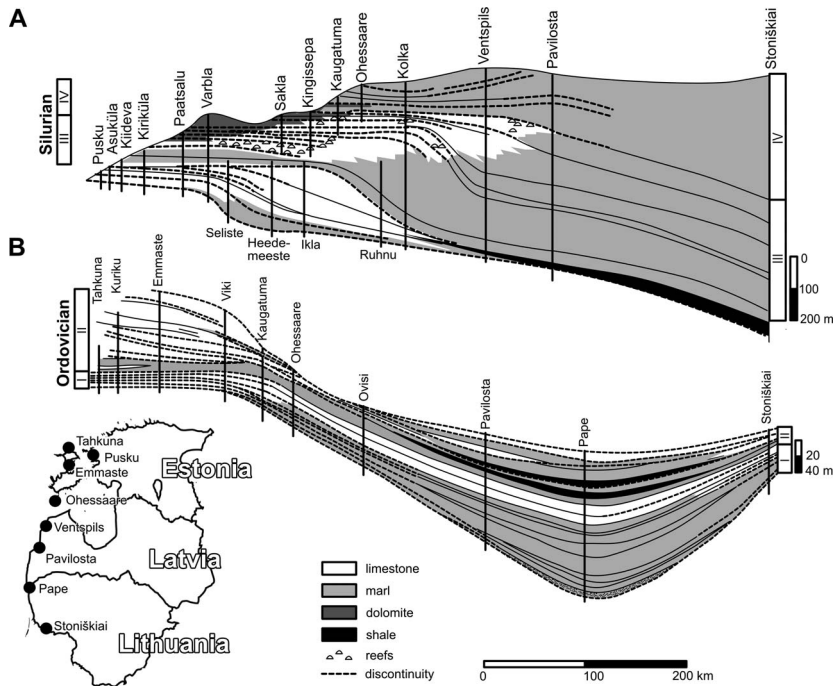 A
Silurian
IV
III
Pusku
Asuküla
Kiideva
Kirikküla
Paatsalu
Varbla
Sakla
Kingissepa
Kaugatuma
Ohessaare
Kolka
Ventspils
Pavilosta
Stoniškiai
Seliste
Heede-
meeste
Ikla
Ruhnu
IV
III
0
100
200 m
B
Ordovician
II
I
Tahkuna
Kuriku
Emmaste
Viki
Kaugatuma
Ohessaare
Ovisi
Pavilosta
Pape
Stoniškiai
II
I
20
40 m
Tahkuna
Pusku
Emmaste
Estonia
Ohessaare
Ventspils
Pavilosta
Latvia
Pape
Stoniškiai
Lithuania
limestone
marl
dolomite
shale
reefs
discontinuity
0
100
200 km